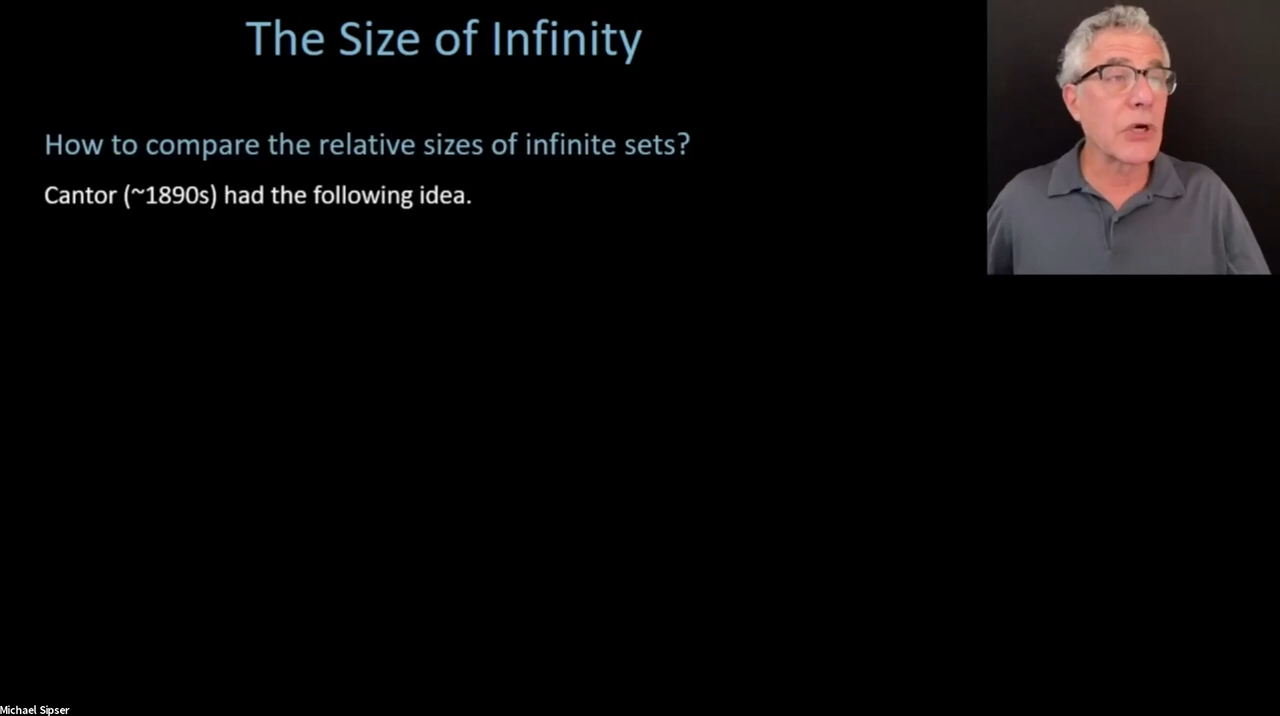 The Size of Infinity
How to compare the relative sizes of infinite sets?
Cantor (~1890s) had the following idea.
Michael Sipser